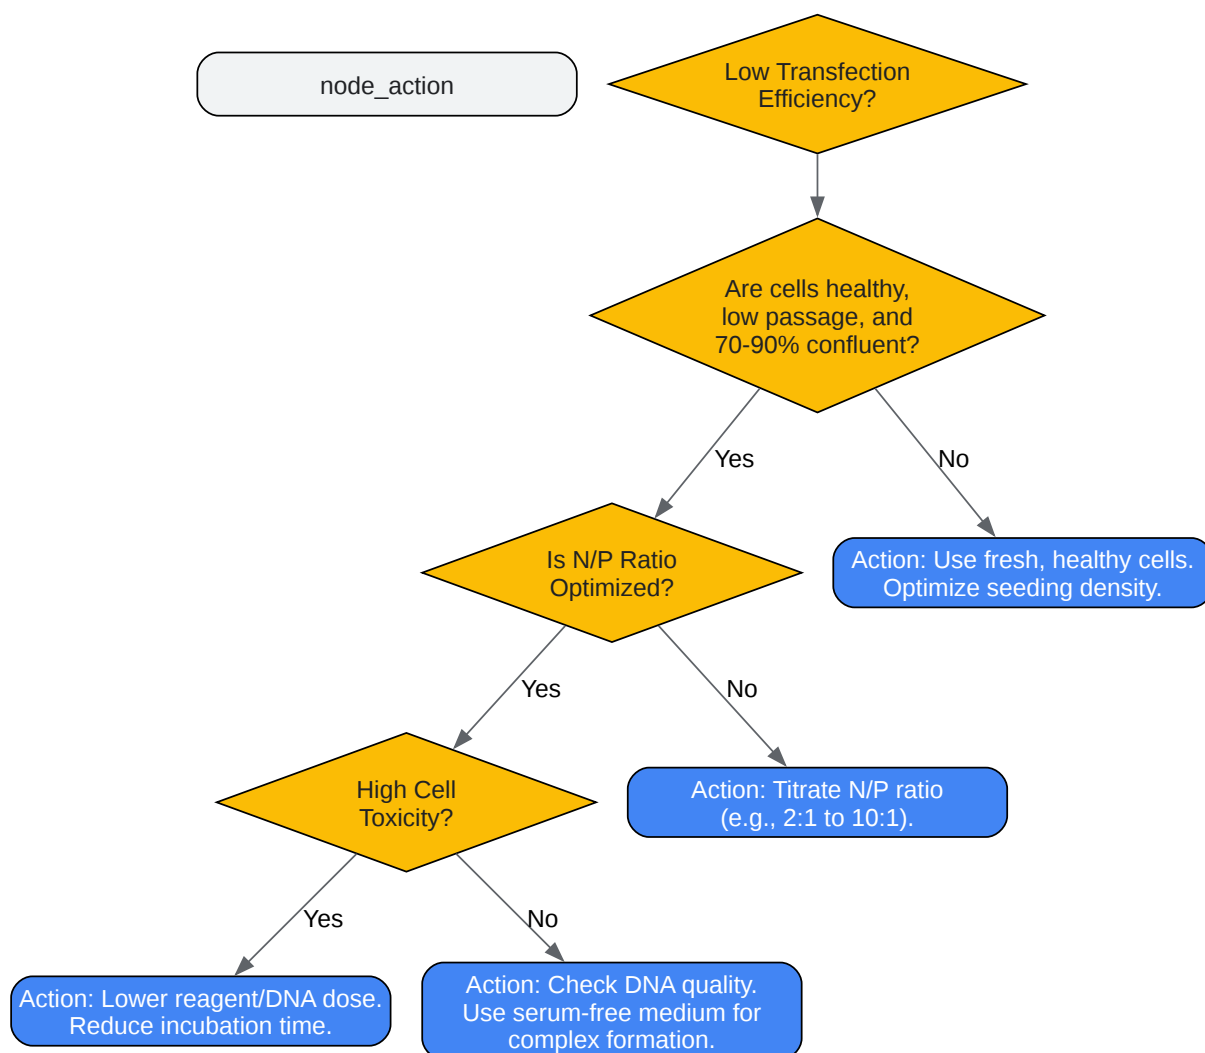 node_action
Low Transfection
Efficiency?
Are cells healthy,
low passage, and
70-90% confluent?
Yes
No
Is N/P Ratio
Optimized?
Action: Use fresh, healthy cells.
Optimize seeding density.
Yes
No
High Cell
Toxicity?
Action: Titrate N/P ratio
(e.g., 2:1 to 10:1).
Yes
No
Action: Lower reagent/DNA dose.
Reduce incubation time.
Action: Check DNA quality.
Use serum-free medium for
complex formation.